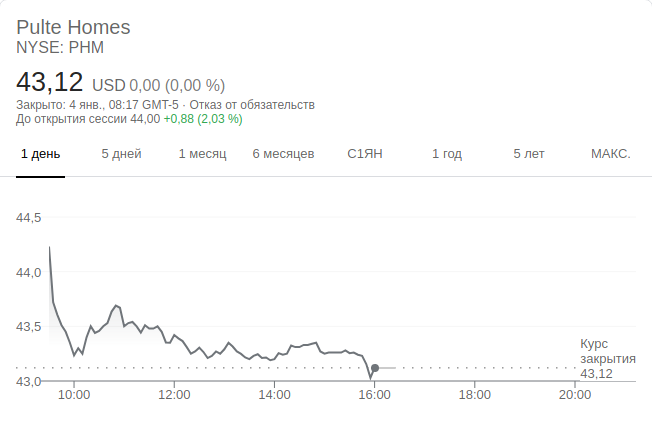 Pulte Homes
NYSE: PHM
43,12 USD 0,00 (0,00 %)
Закрыто: 4 янв., 08:17 GMT-5 · Отказ от обязательств
До открытия сессии 44,00 +0,88 (2,03 %)
1 день 5 дней 1 месяц 6 месяцев С1ЯН 1 год 5 лет МАКС.
44,5
44,0
43,5
43,0
Курс
закрытия
43,12
10:00 12:00 14:00 16:00 18:00 20:00